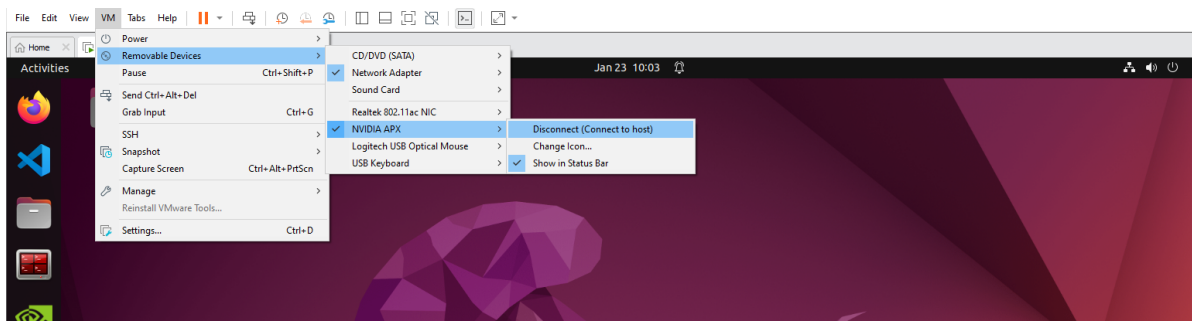 File Edit View VM Tabs Help
Home
Power
Removable Devices
Pause Ctrl+Shift+P
Send Ctrl+Alt+Del
Grab Input Ctrl+G
SSH
Snapshot
Capture Screen Ctrl+Alt+PrtScn
Manage
Reinstall VMware Tools...
Settings... Ctrl+D
CD/DVD (SATA)
Network Adapter
Sound Card
Realtek 802.11ac NIC
NVIDIA APX
Logitech USB Optical Mouse
USB Keyboard
Disconnect (Connect to host)
Change Icon...
Show in Status Bar
Activities
Jan 23 10:03